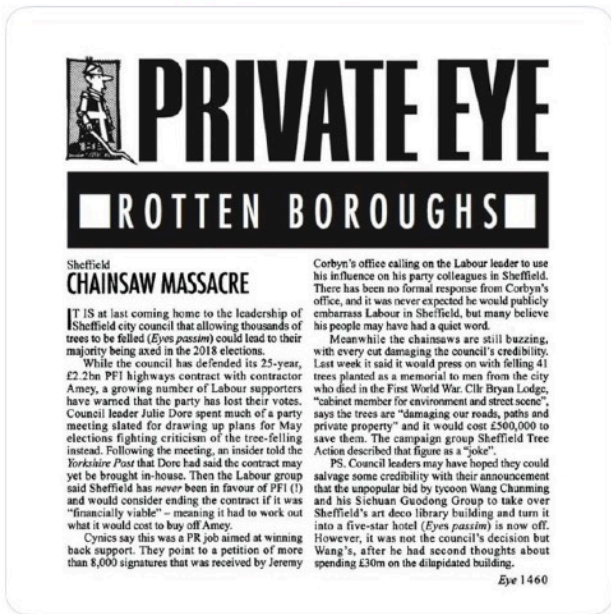 PRIVATE EYE
ROTTEN BOROUGHS
Sheffield
CHAINSAW MASSACRE
IT IS at last coming home to the leadership of
Sheffield city council that allowing thousands of
trees to be felled (Eyes passim) could lead to their
majority being axed in the 2018 elections.
While the council has defended its 25-year,
£2.2bn PFI highways contract with contractor
Amey, a growing number of Labour supporters
have warned that the party has lost their votes.
Council leader Julie Dore spent much of a party
meeting slated for drawing up plans for May
elections fighting criticism of the tree-felling
instead. Following the meeting, an insider told the
Yorkshire Post that Dore had said the contract may
yet be brought in-house. Then the Labour group
said Sheffield has never been in favour of PFI (!)
and would consider ending the contract if it was
“financially viable” – meaning it had to work out
what it would cost to buy off Amey.
Cynics say this was a PR job aimed at winning
back support. They point to a petition of more
than 8,000 signatures that was received by Jeremy
Corbyn’s office calling on the Labour leader to use
his influence on his party colleagues in Sheffield.
There has been no formal response from Corbyn’s
office, and it was never expected he would publicly
embarrass Labour in Sheffield, but many believe
his people may have had a quiet word.
Meanwhile the chainsaws are still buzzing,
with every cut damaging the council’s credibility.
Last week it said it would press on with felling 41
trees planted as a memorial to men from the city
who died in the First World War. Cllr Bryan Lodge,
“cabinet member for environment and street scene”,
says the trees are “damaging our roads, paths and
private property” and it would cost £500,000 to
save them. The campaign group Sheffield Tree
Action described that figure as a “joke”.
PS. Council leaders may have hoped they could
salvage some credibility with their announcement
that the unpopular bid by tycoon Wang Chunming
and his Sichuan Guodong Group to take over
Sheffield’s art deco library building and turn it
into a five-star hotel (Eyes passim) is now off.
However, it was not the council’s decision but
Wang’s, after he had second thoughts about
spending £30m on the dilapidated building.
Eye 1460